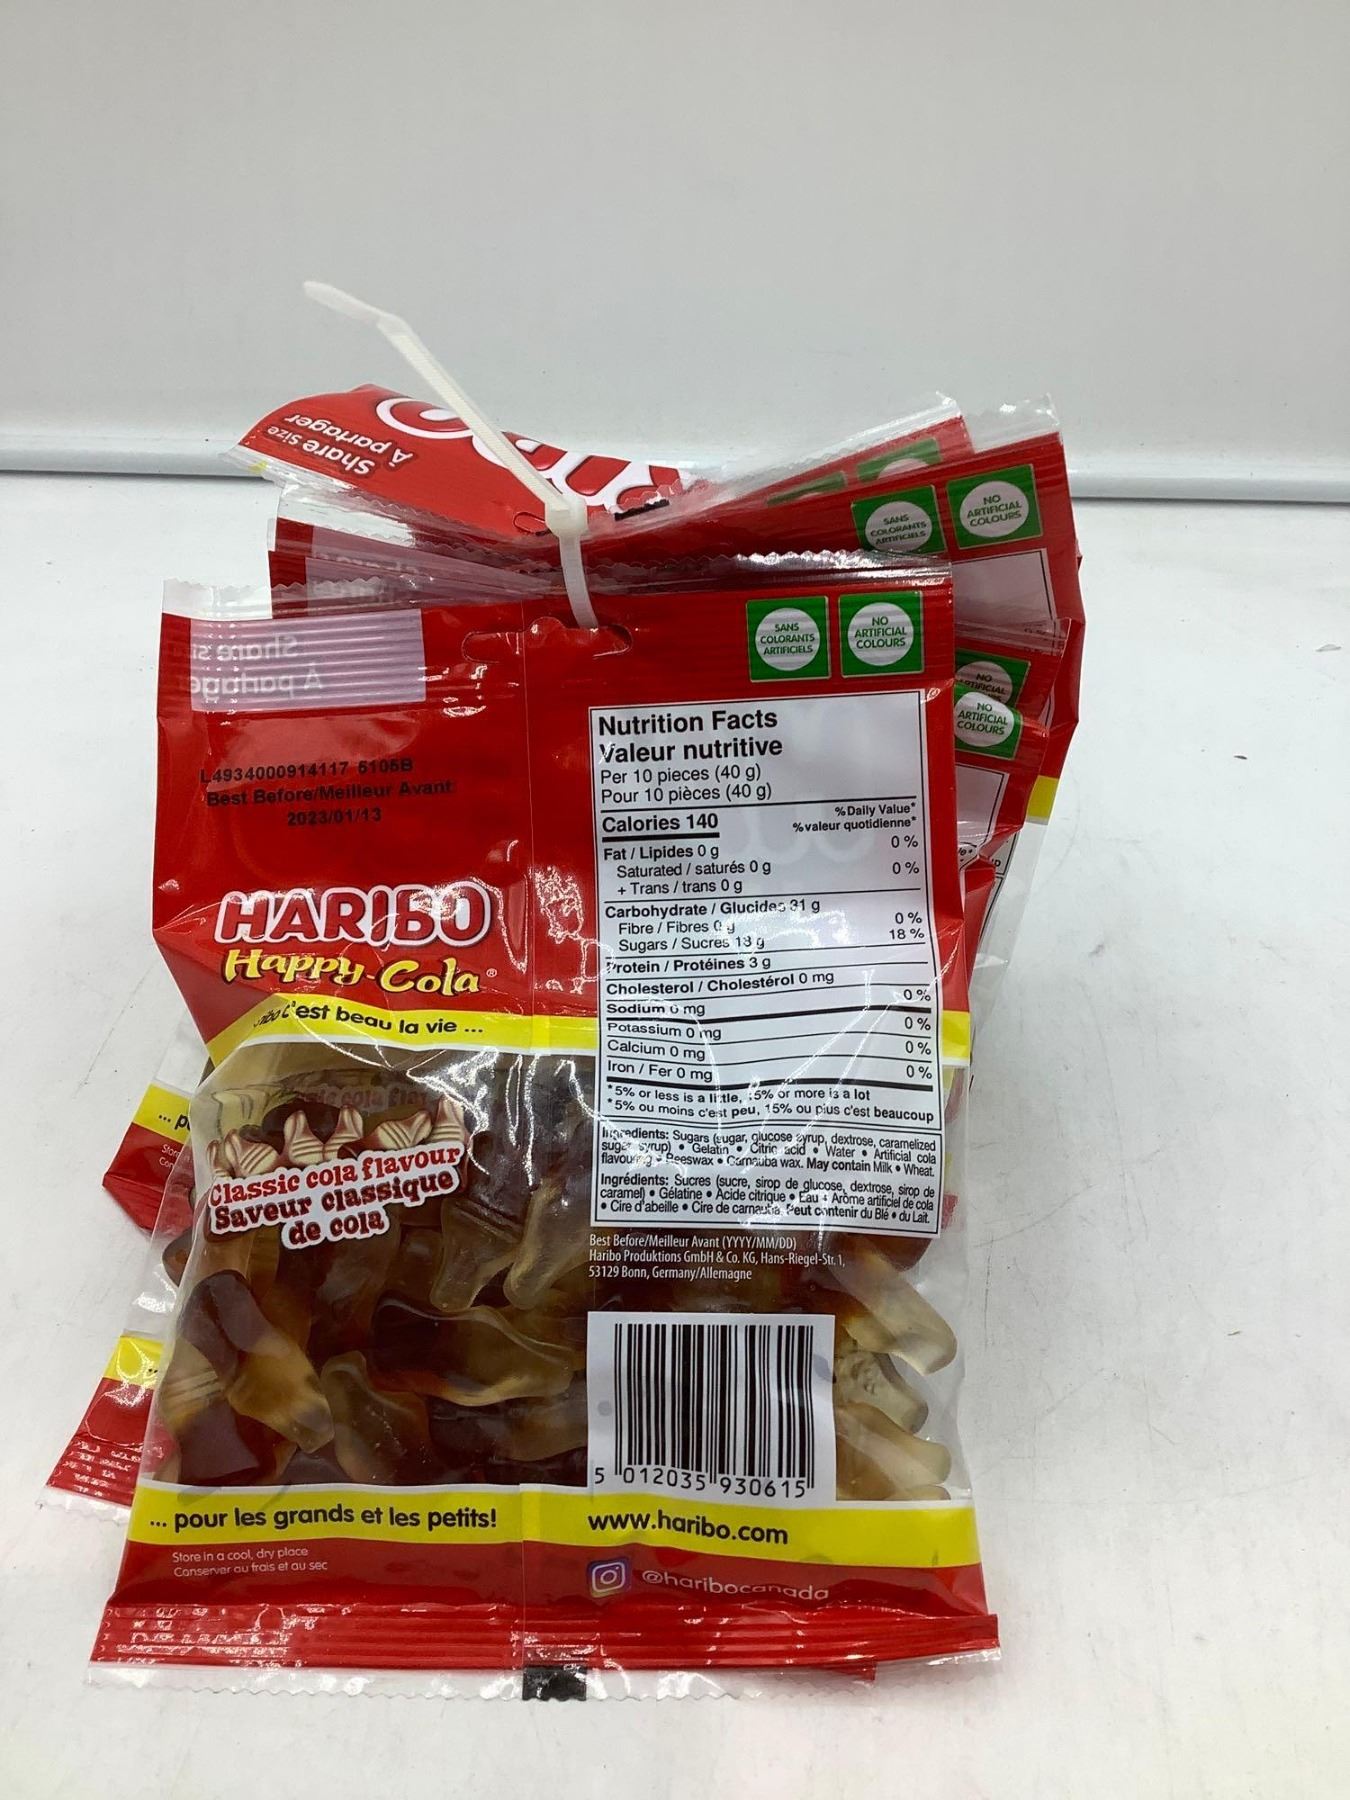 Share size
À partager
SANS
COLORANTS
ARTIFICIELS
NO
ARTIFICIAL
COLOURS
SANS
COLORANTS
ARTIFICIELS
NO
ARTIFICIAL
COLOURS
NO
ARTIFICIAL
NO
ARTIFICIAL
COLOURS
L4934000914117
Best Before/Meilleur Avant
2023/01/13
HARIBO
Happy-Cola®
c'est beau la vie ...
Classic cola flavour
Saveur classique
de cola
Nutrition Facts
Valeur nutritive
Per 10 pieces (40 g)
Pour 10 pièces (40 g)
Calories 140
% Daily Value*
% valeur quotidienne*
Fat / Lipides 0 g 0 %
Saturated / saturés 0 g 0 %
+ Trans / trans 0 g
Carbohydrate / Glucides 31 g
Fibre / Fibres 0 g 0 %
Sugars / Sucres 18 g 18 %
Protein / Protéines 3 g
Cholesterol / Cholestérol 0 mg
Sodium 0 mg 0 %
Potassium 0 mg 0 %
Calcium 0 mg 0 %
Iron / Fer 0 mg 0 %
*5% or less is a little, 15% or more is a lot
*5% ou moins c'est peu, 15% ou plus c'est beaucoup
Ingredients: Sugars (sugar, glucose syrup, dextrose, caramelized
sugar syrup) • Gelatin • Citric acid • Water • Artificial cola
flavouring • Beeswax • Carnauba wax. May contain Milk • Wheat.
Ingrédients: Sucres (sucre, sirop de glucose, dextrose, sirop de
caramel) • Gélatine • Acide citrique • Eau • Arôme artificiel de cola
• Cire d'abeille • Cire de carnauba. Peut contenir du Blé • du Lait.
Best Before/Meilleur Avant (YYYY/MM/DD)
Haribo Produktions GmbH & Co. KG, Hans-Riegel-Str. 1,
53129 Bonn, Germany/Allemagne
5 012035 930615
... pour les grands et les petits!
www.haribo.com
Store in a cool, dry place
Conserver au frais et au sec
@haribocanada